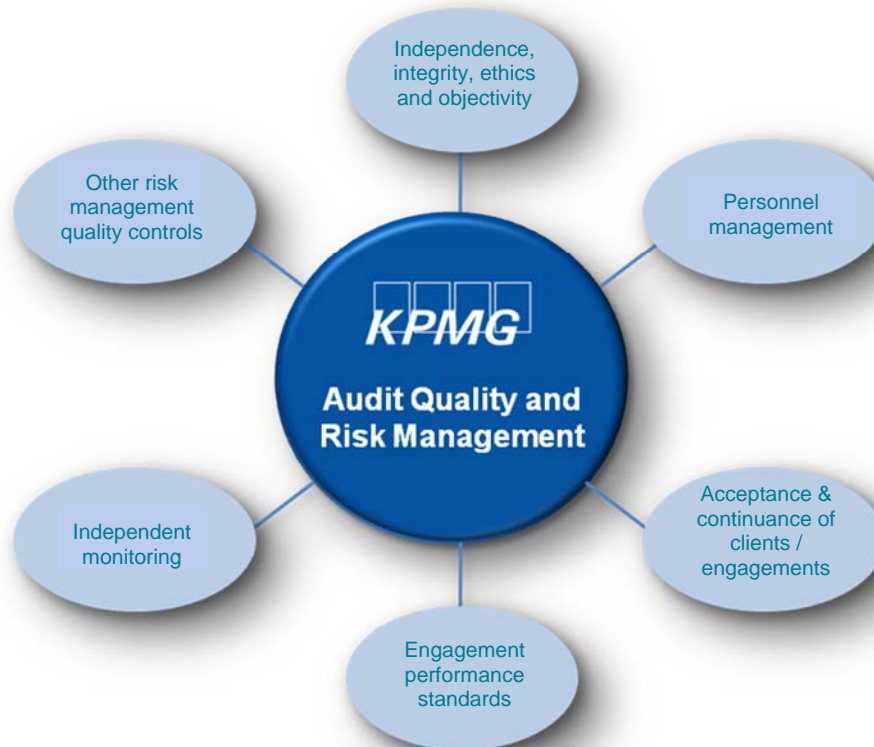 Independence,
integrity, ethics
and objectivity
Other risk
management
quality controls
Personnel
management
KPMG
Audit Quality and
Risk Management
Independent
monitoring
Acceptance &
continuance of
clients /
engagements
Engagement
performance
standards